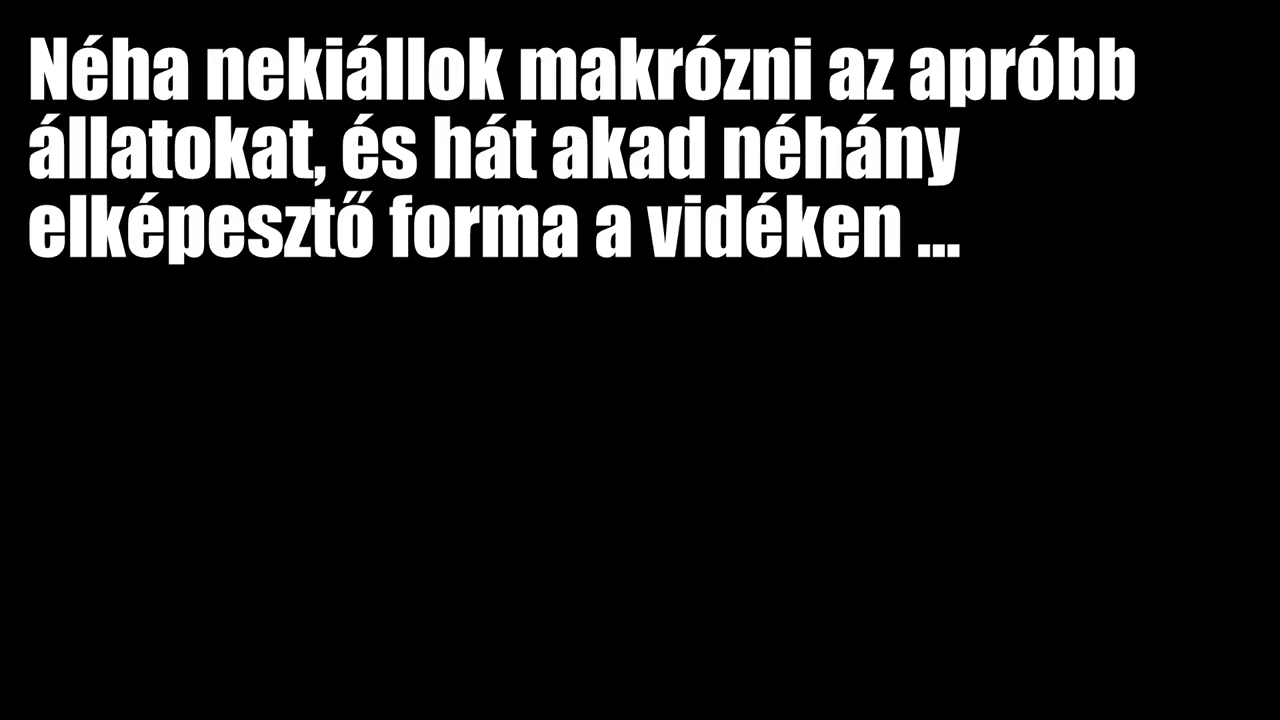 Néha nekiállok makrózni az apróbb
állatokat, és hát akad néhány
elképesztő forma a vidéken ...